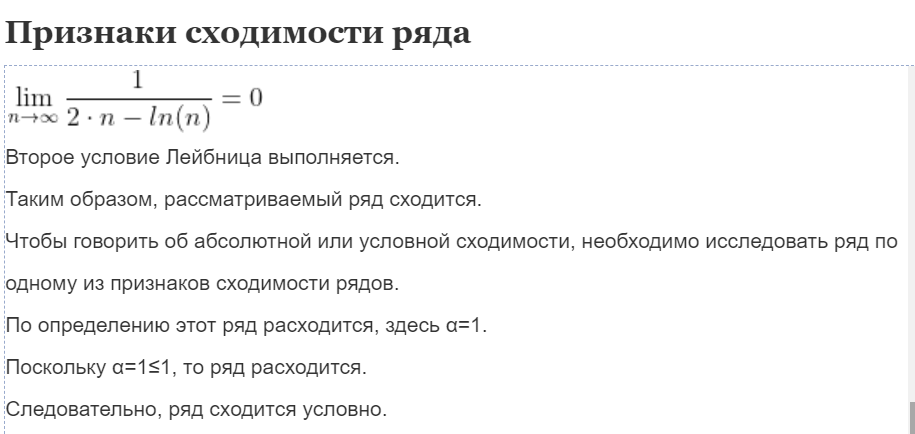 Признаки сходимости ряда
lim n→∞ 1 / (2 · n − ln(n)) = 0
Второе условие Лейбница выполняется.
Таким образом, рассматриваемый ряд сходится.
Чтобы говорить об абсолютной или условной сходимости, необходимо исследовать ряд по
одному из признаков сходимости рядов.
По определению этот ряд расходится, здесь α=1.
Поскольку α=1≤1, то ряд расходится.
Следовательно, ряд сходится условно.